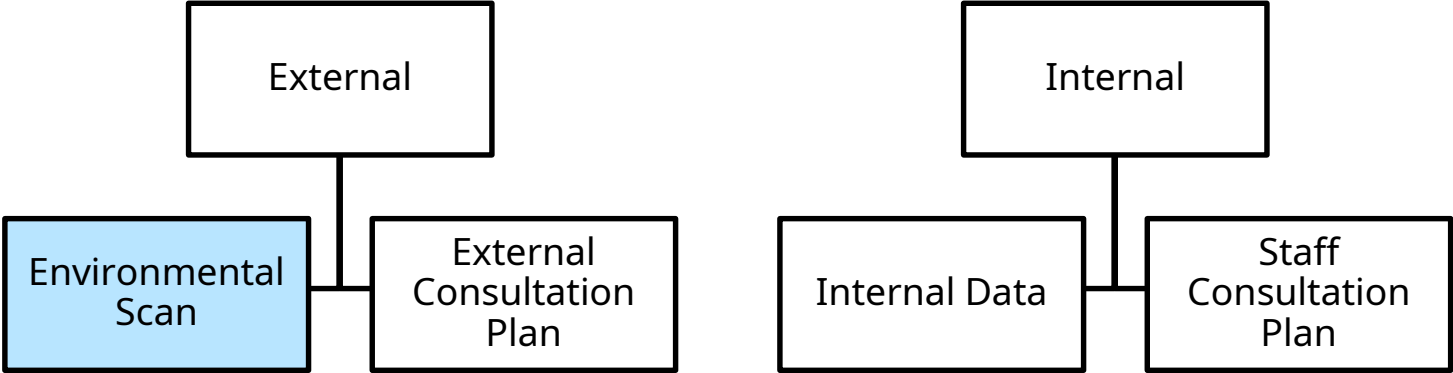 External
Internal
Environmental
Scan
External
Consultation
Plan
Internal Data
Staff
Consultation
Plan